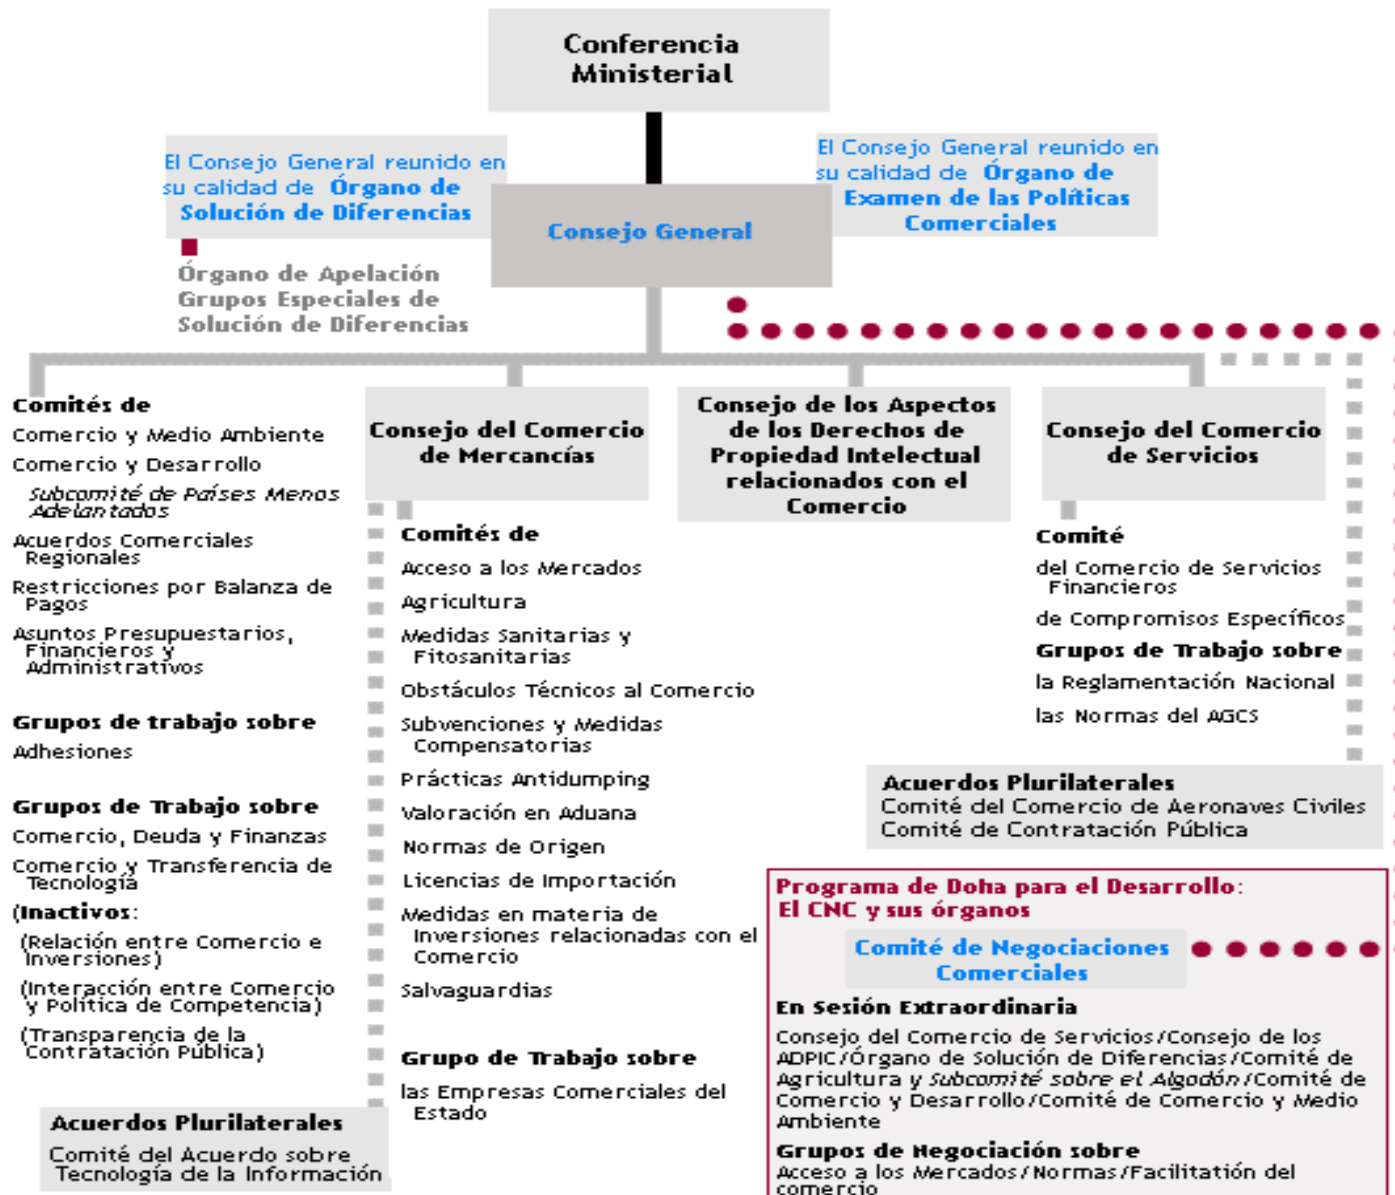 Conferencia
Ministerial
El Consejo General reunido en
su calidad de Órgano de
Solución de Diferencias
El Consejo General reunido en
su calidad de Órgano de
Examen de las Políticas
Comerciales
Consejo General
Órgano de Apelación
Grupos Especiales de
Solución de Diferencias
Comités de
Comercio y Medio Ambiente
Comercio y Desarrollo
Subcomité de Países Menos
Adelantados
Acuerdos Comerciales
Regionales
Restricciones por Balanza de
Pagos
Asuntos Presupuestarios,
Financieros y
Administrativos
Grupos de trabajo sobre
Adhesiones
Grupos de Trabajo sobre
Comercio, Deuda y Finanzas
Comercio y Transferencia de
Tecnología
(Inactivos:
(Relación entre Comercio e
Inversiones)
(Interacción entre Comercio
y Política de Competencia)
(Transparencia de la
Contratación Pública)
Acuerdos Plurilaterales
Comité del Acuerdo sobre
Tecnología de la Información
Consejo del Comercio
de Mercancías
Comités de
Acceso a los Mercados
Agricultura
Medidas Sanitarias y
Fitosanitarias
Obstáculos Técnicos al Comercio
Subvenciones y Medidas
Compensatorias
Prácticas Antidumping
Valoración en Aduana
Normas de Origen
Licencias de Importación
Medidas en materia de
Inversiones relacionadas con el
Comercio
Salvaguardias
Grupo de Trabajo sobre
las Empresas Comerciales del
Estado
Consejo de los Aspectos
de los Derechos de
Propiedad Intelectual
relacionados con el
Comercio
Consejo del Comercio
de Servicios
Comité
del Comercio de Servicios
Financieros
de Compromisos Específicos
Grupos de Trabajo sobre
la Reglamentación Nacional
las Normas del AGCS
Acuerdos Plurilaterales
Comité del Comercio de Aeronaves Civiles
Comité de Contratación Pública
Programa de Doha para el Desarrollo:
El CNC y sus órganos
Comité de Negociaciones
Comerciales
En Sesión Extraordinaria
Consejo del Comercio de Servicios/Consejo de los
ADPIC/Órgano de Solución de Diferencias/Comité de
Agricultura y Subcomité sobre el Algodón/Comité de
Comercio y Desarrollo/Comité de Comercio y Medio
Ambiente
Grupos de Negociación sobre
Acceso a los Mercados/Normas/Facilitatión del
comercio